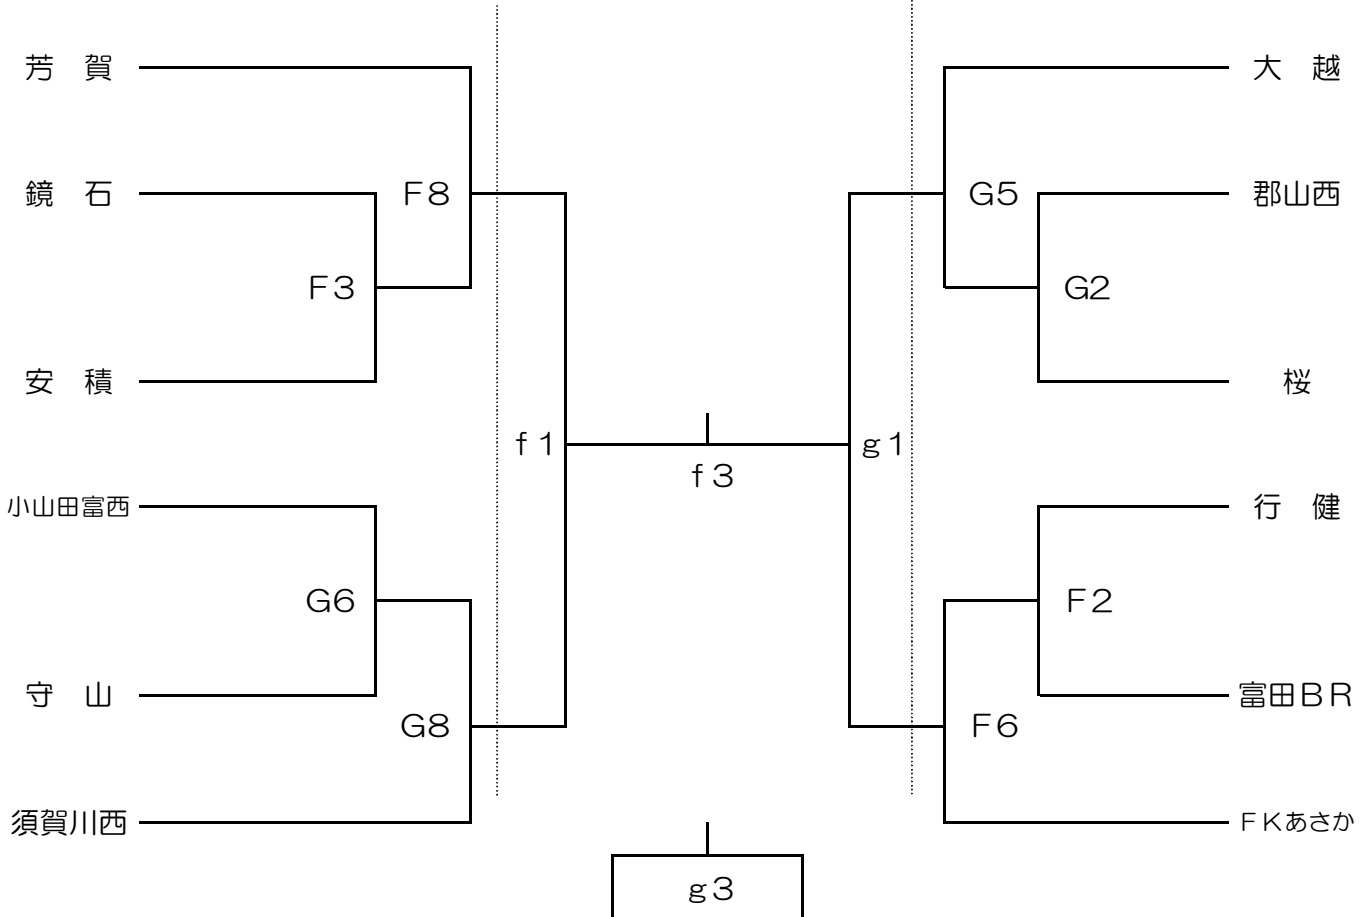 芳　賀
大　越
鏡　石
Ｆ８
Ｇ５
郡山西
Ｆ３
Ｇ２
安　積
桜
ｆ１
ｇ１
ｆ３
小山田富西
行　健
Ｇ６
Ｆ２
守　山
富田ＢＲ
Ｇ８
Ｆ６
須賀川西
ＦＫあさか
ｇ３